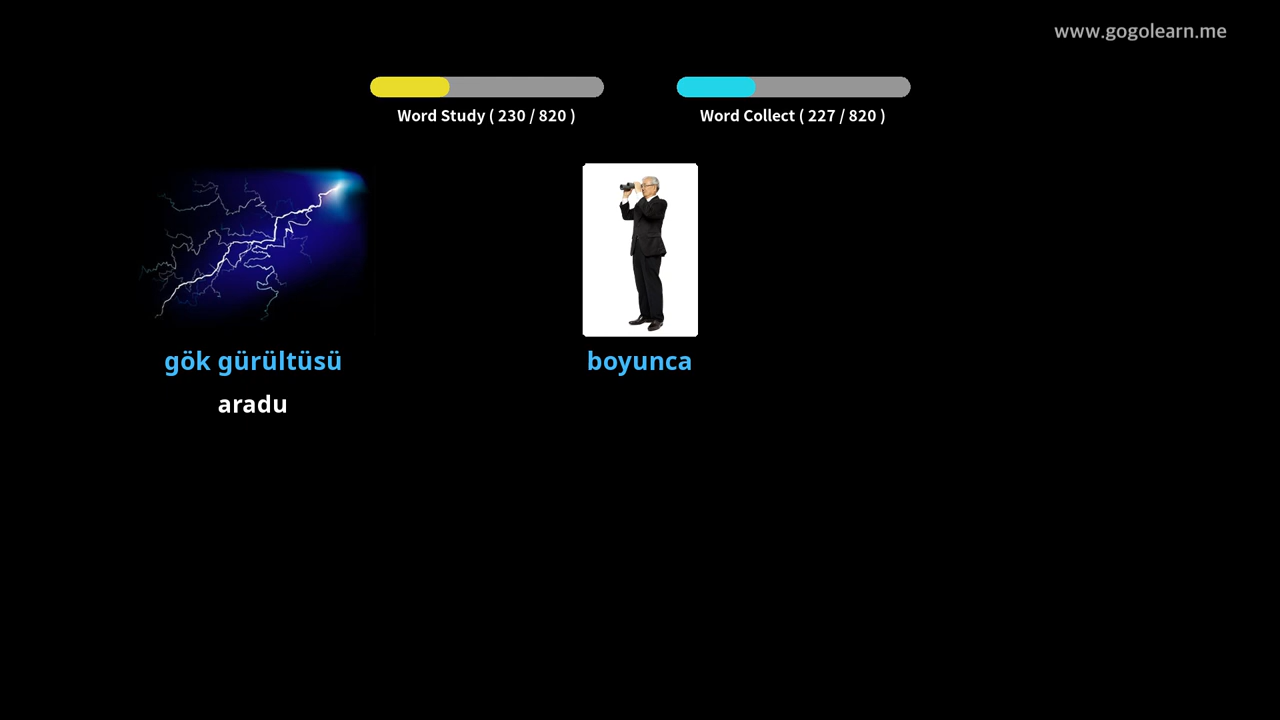 www.gogolearn.me
Word Study ( 230 / 820 )
Word Collect ( 227 / 820 )
gök gürültüsü
boyunca
aradu